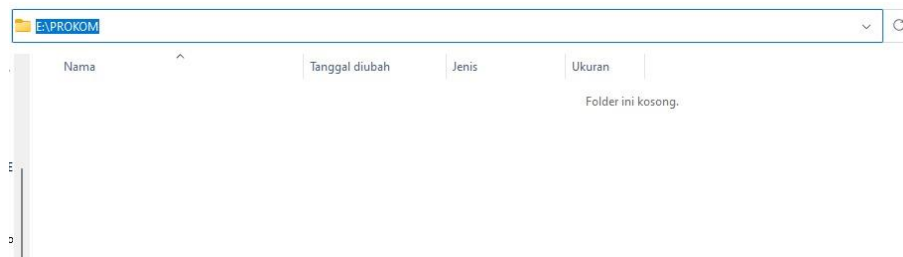 E:\PROKOM
Nama Tanggal diubah Jenis Ukuran
Folder ini kosong.